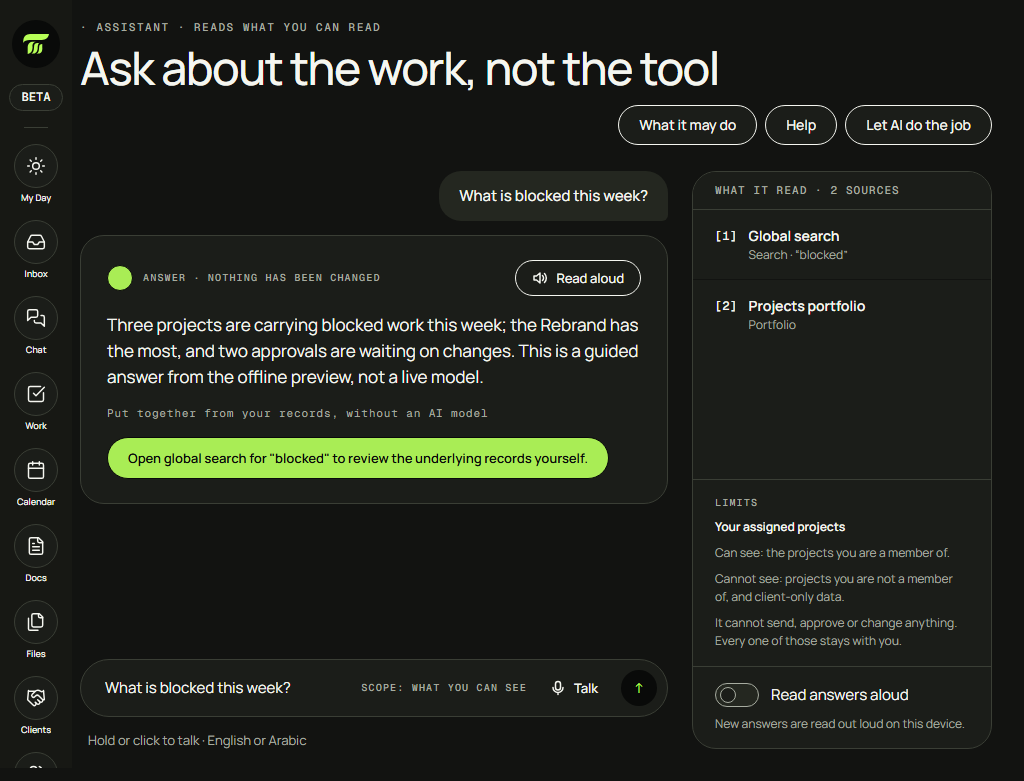 · ASSISTANT · READS WHAT YOU CAN READ
Ask about the work, not the tool
BETA
What it may do
Help
Let AI do the job
My Day
Inbox
Chat
Work
Calendar
Docs
Files
Clients
What is blocked this week?
ANSWER · NOTHING HAS BEEN CHANGED
Read aloud
Three projects are carrying blocked work this week; the Rebrand has
the most, and two approvals are waiting on changes. This is a guided
answer from the offline preview, not a live model.
Put together from your records, without an AI model
Open global search for "blocked" to review the underlying records yourself.
What is blocked this week?
SCOPE: WHAT YOU CAN SEE
Talk
Hold or click to talk · English or Arabic
WHAT IT READ · 2 SOURCES
[1] Global search
Search · "blocked"
[2] Projects portfolio
Portfolio
LIMITS
Your assigned projects
Can see: the projects you are a member of.
Cannot see: projects you are not a member
of, and client-only data.
It cannot send, approve or change anything.
Every one of those stays with you.
Read answers aloud
New answers are read out loud on this device.